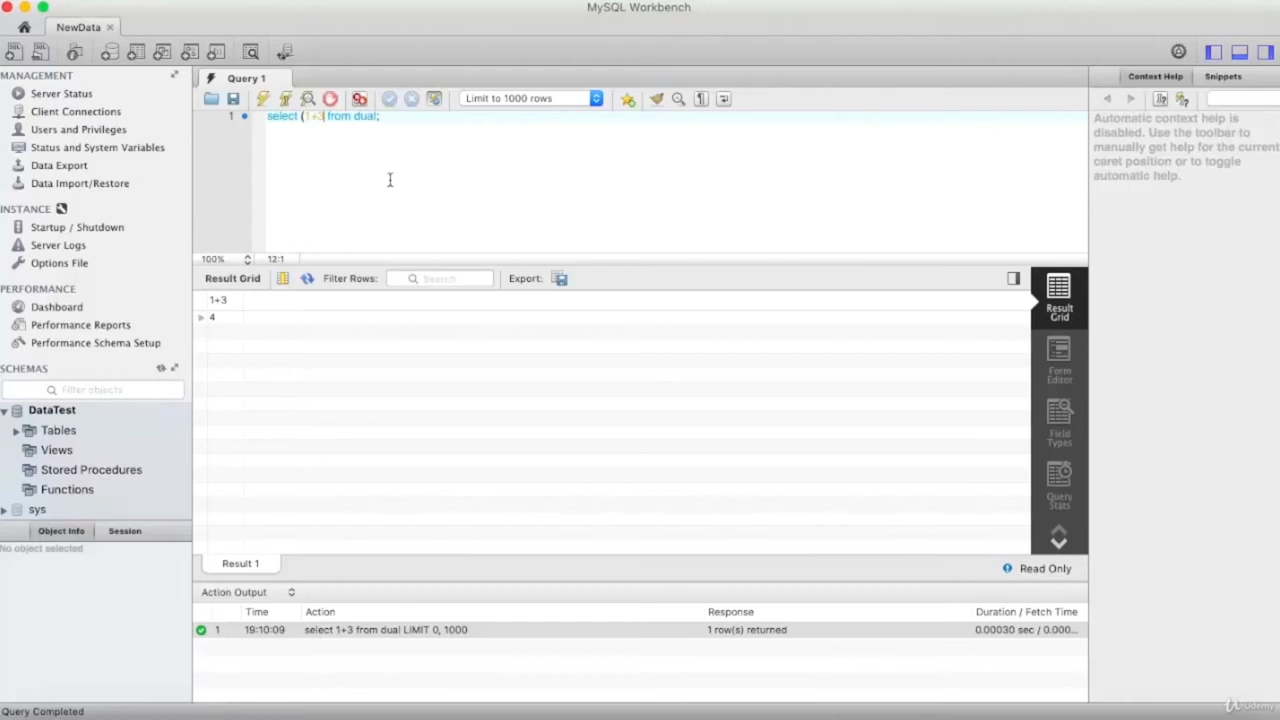 MySQL Workbench
NewData
MANAGEMENT
Server Status
Client Connections
Users and Privileges
Status and System Variables
Data Export
Data Import/Restore
INSTANCE
Startup / Shutdown
Server Logs
Options File
PERFORMANCE
Dashboard
Performance Reports
Performance Schema Setup
SCHEMAS
Filter objects
DataTest
Tables
Views
Stored Procedures
Functions
sys
Object Info Session
No object selected
Query 1
Limit to 1000 rows
1 select (1+3 from dual;
100% 12:1
Result Grid Filter Rows: Search Export:
1+3
4
Result Grid
Form Editor
Field Types
Query Stats
Result 1
Read Only
Action Output
Time Action Response Duration / Fetch Time
1 19:10:09 select 1+3 from dual LIMIT 0, 1000 1 row(s) returned 0.00030 sec / 0.000...
Context Help Snippets
Automatic context help is
disabled. Use the toolbar to
manually get help for the current
caret position or to toggle
automatic help.
Query Completed
Udemy